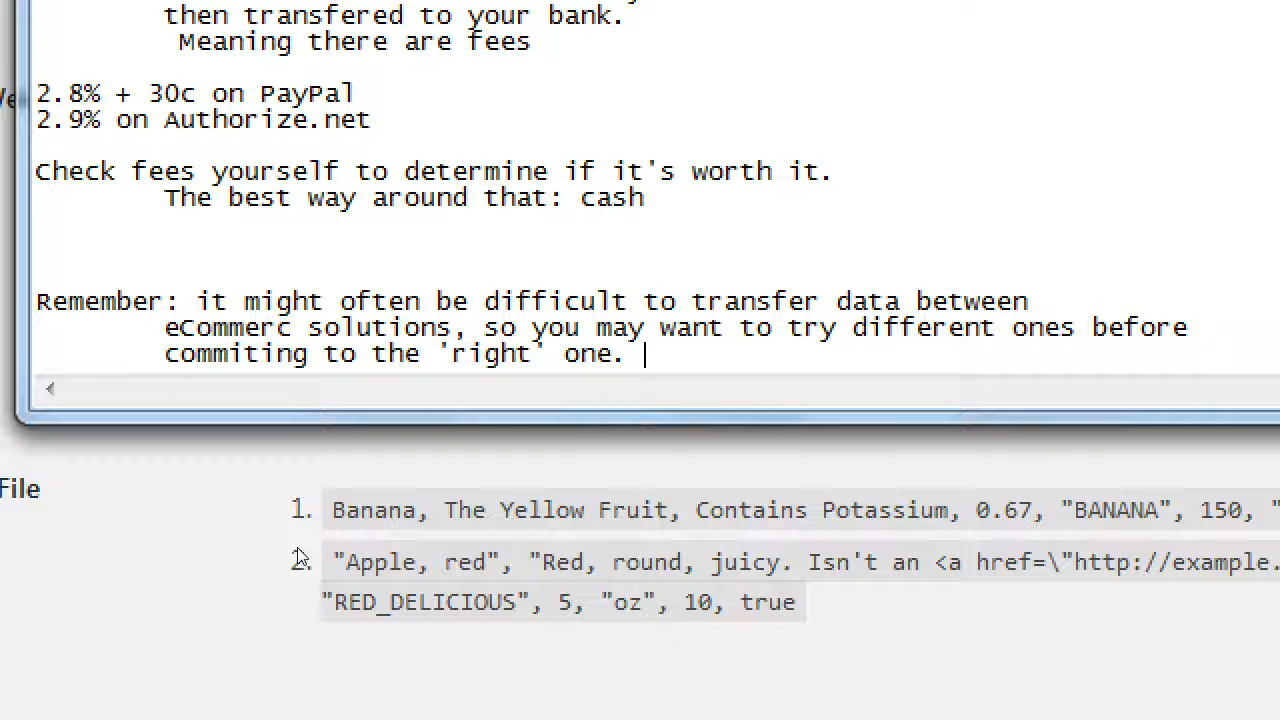 then transfered to your bank.
Meaning there are fees
2.8% + 30c on PayPal
2.9% on Authorize.net
Check fees yourself to determine if it's worth it.
The best way around that: cash
Remember: it might often be difficult to transfer data between
eCommerc solutions, so you may want to try different ones before
commiting to the 'right' one.
File
1. Banana, The Yellow Fruit, Contains Potassium, 0.67, "BANANA", 150, "
2. "Apple, red", "Red, round, juicy. Isn't an <a href=\"http://example.
"RED_DELICIOUS", 5, "oz", 10, true